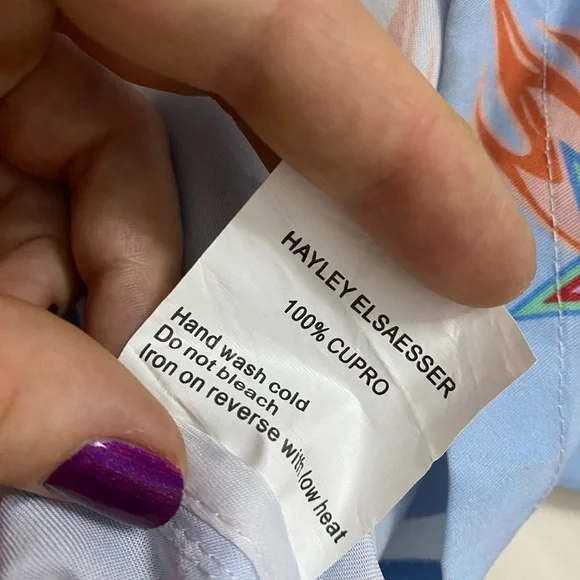 HAYLEY ELSAESSER
100% CUPRO
Hand wash cold
Do not bleach
Iron on reverse with low heat